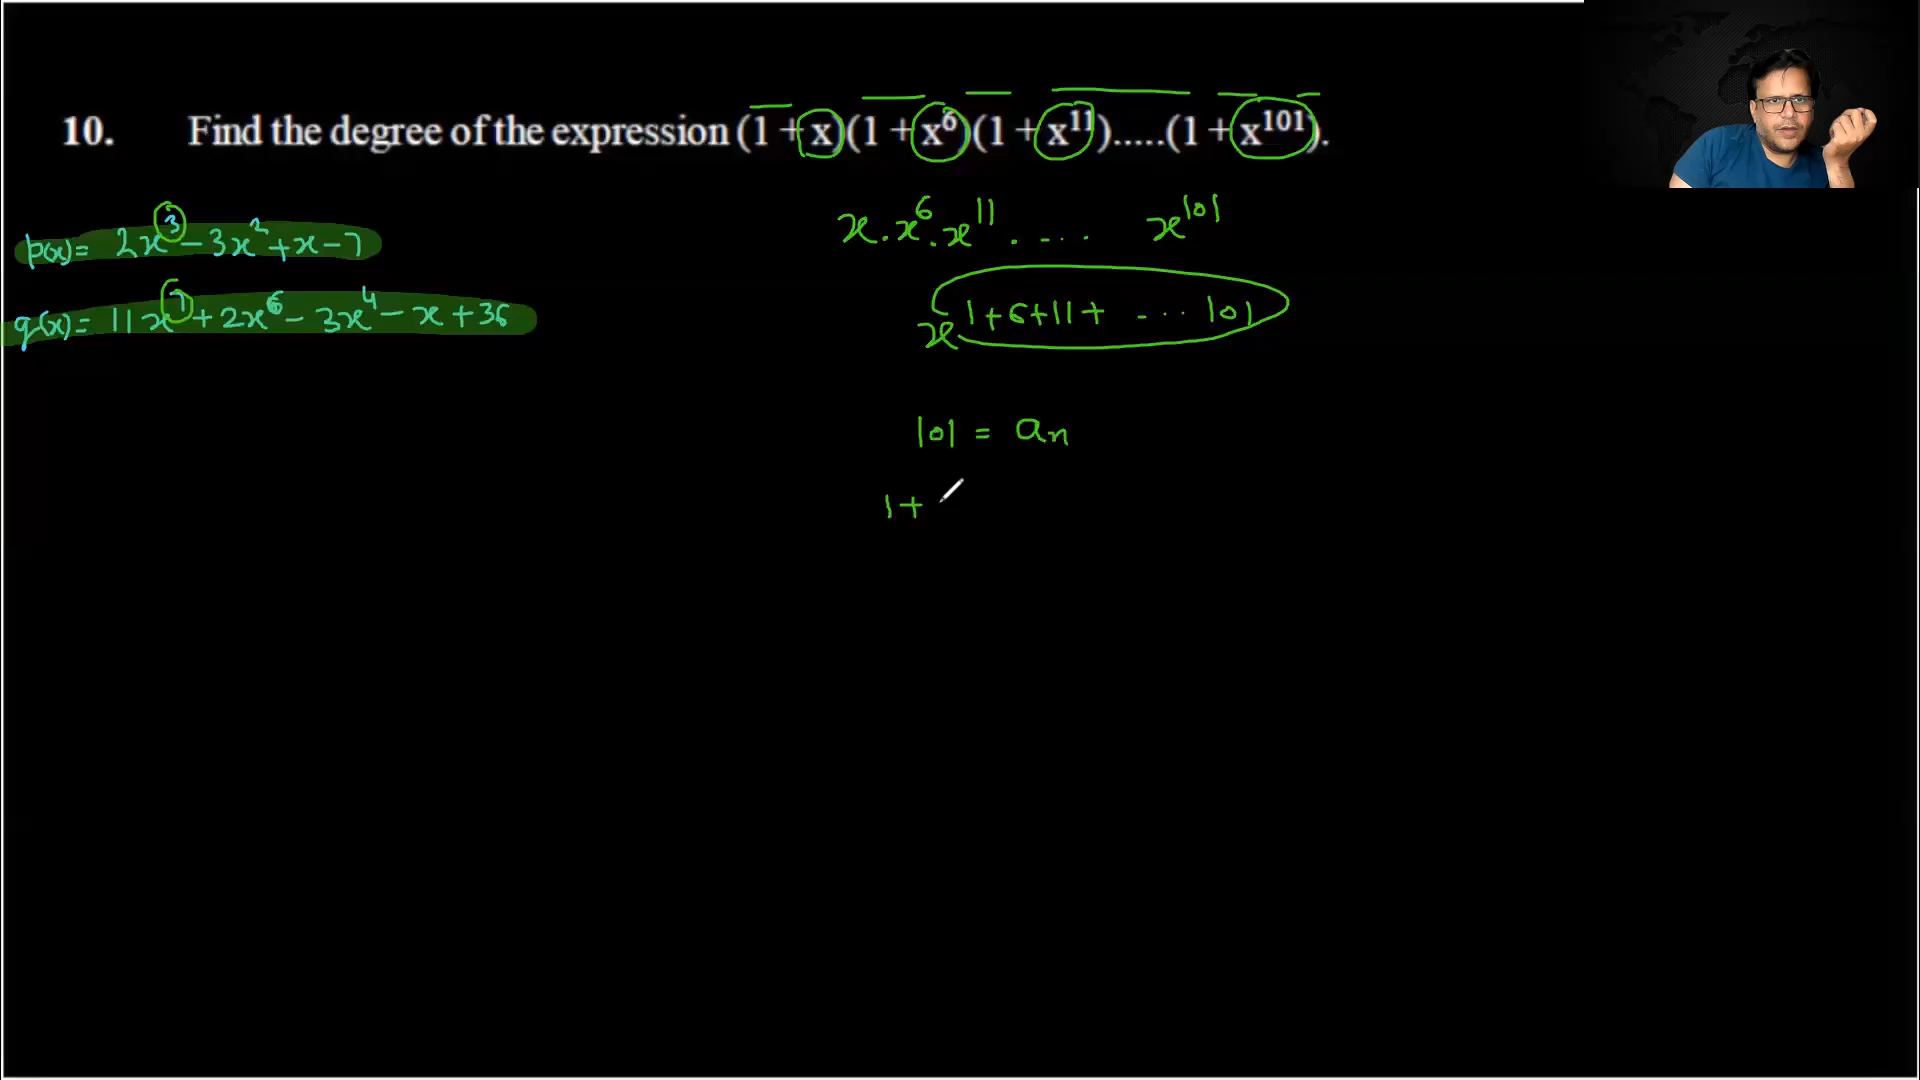 10. Find the degree of the expression (1 + x)(1 + x⁶)(1 + x¹¹).....(1 + x¹⁰¹).
p(x)= 2x³ - 3x² + x - 7
q(x)= 11x⁷ + 2x⁶ - 3x⁴ - x + 36
x . x⁶ . x¹¹ . .... x¹⁰¹
x^1+6+11+ .... 101
101 = aₙ
1+